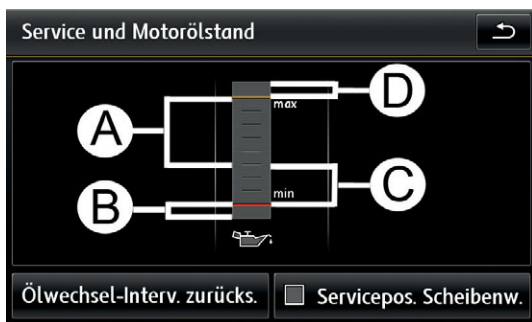 Service und Motorölstand
D
max
A
C
min
B
Ölwechsel-Interv. zurücks.
Servicepos. Scheibenw.